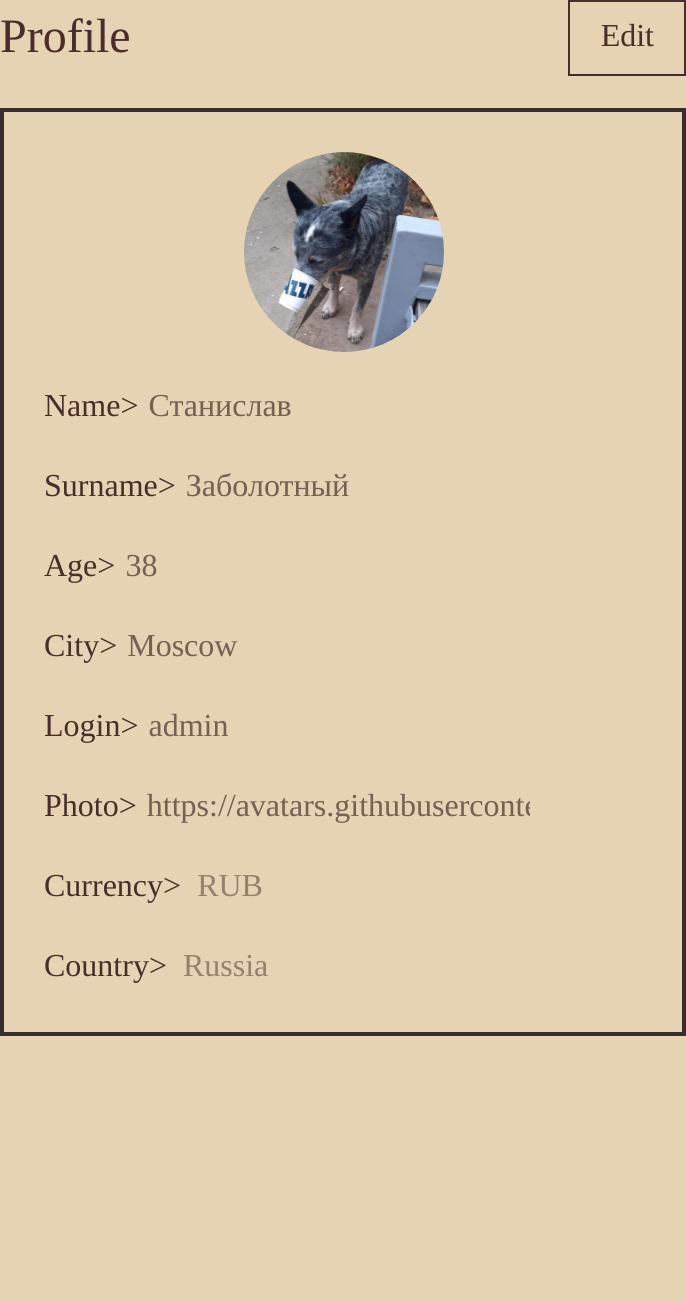 Profile
Edit
Name> Станислав
Surname> Заболотный
Age> 38
City> Moscow
Login> admin
Photo> https://avatars.githubuserconte
Currency> RUB
Country> Russia